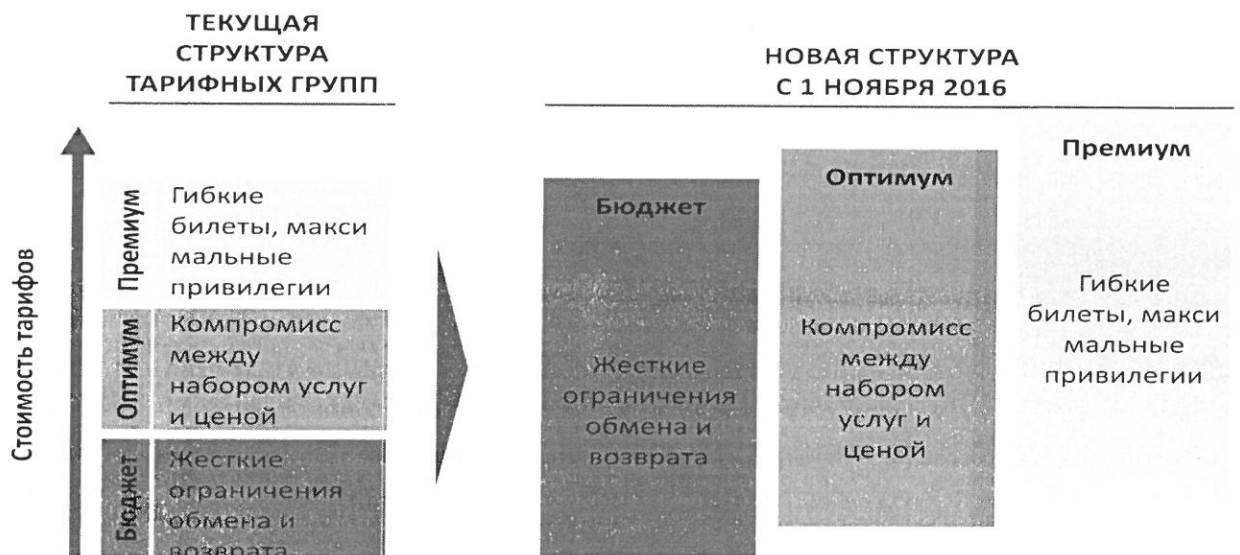 ТЕКУЩАЯ
СТРУКТУРА
ТАРИФНЫХ ГРУПП
НОВАЯ СТРУКТУРА
С 1 НОЯБРЯ 2016
Стоимость тарифов
Премиум
Гибкие
билеты, макси
мальные
привилегии
Оптимум
Компромисс
между
набором услуг
и ценой
Бюджет
Жесткие
ограничения
обмена и
возврата
Бюджет
Жесткие
ограничения
обмена и
возврата
Оптимум
Компромисс
между
набором
услуг и
ценой
Премиум
Гибкие
билеты, макси
мальные
привилегии